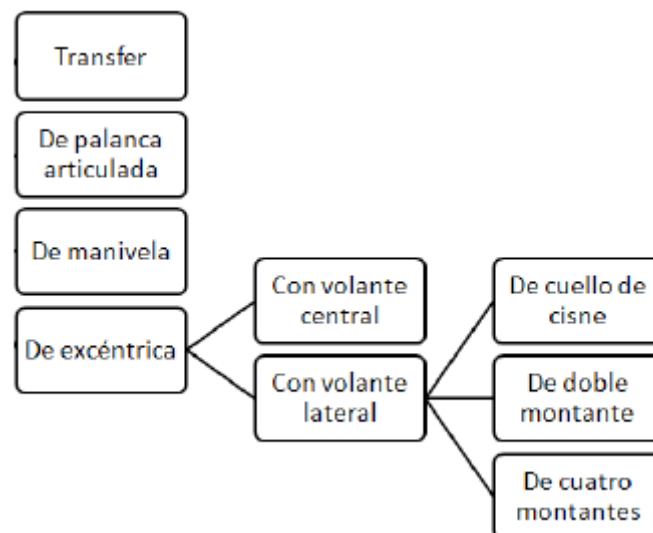 Transfer
De palanca
articulada
De manivela
De excéntrica
Con volante
central
Con volante
lateral
De cuello de
cisne
De doble
montante
De cuatro
montantes